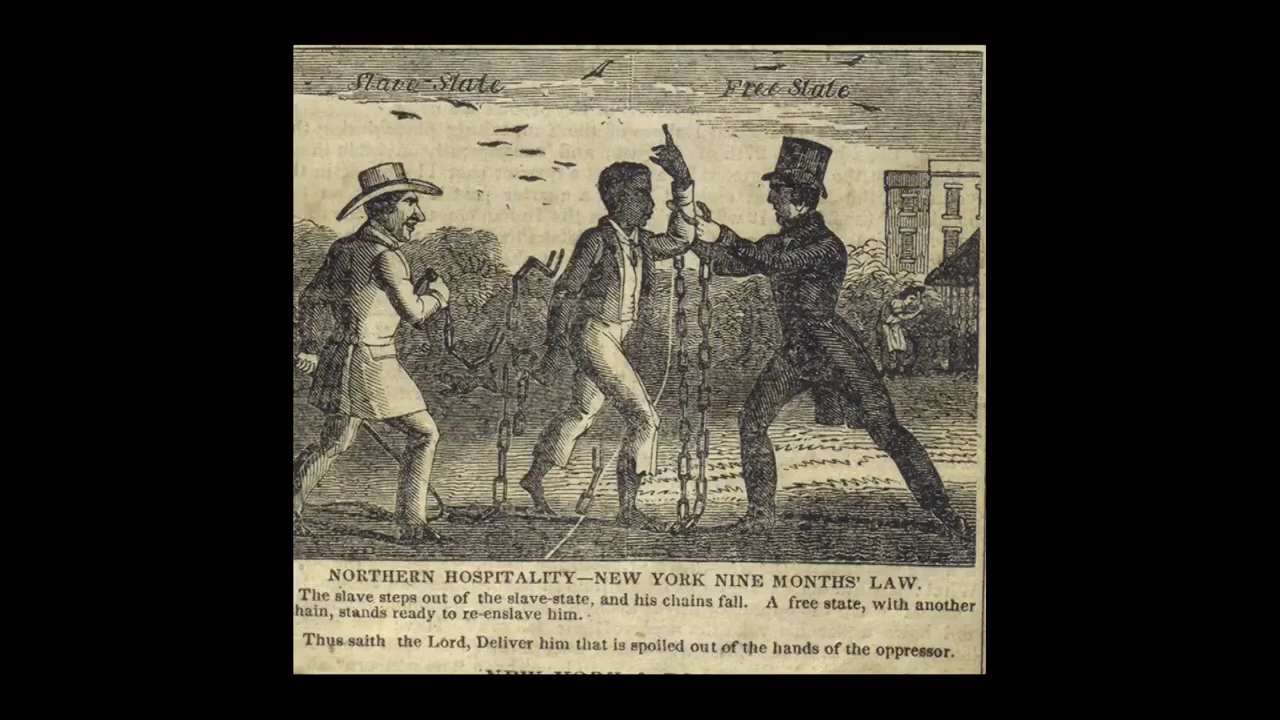 Slave-State
Free State
NORTHERN HOSPITALITY—NEW YORK NINE MONTHS' LAW.
The slave steps out of the slave-state, and his chains fall. A free state, with another
hain, stands ready to re-enslave him.
Thus saith the Lord, Deliver him that is spoiled out of the hands of the oppressor.